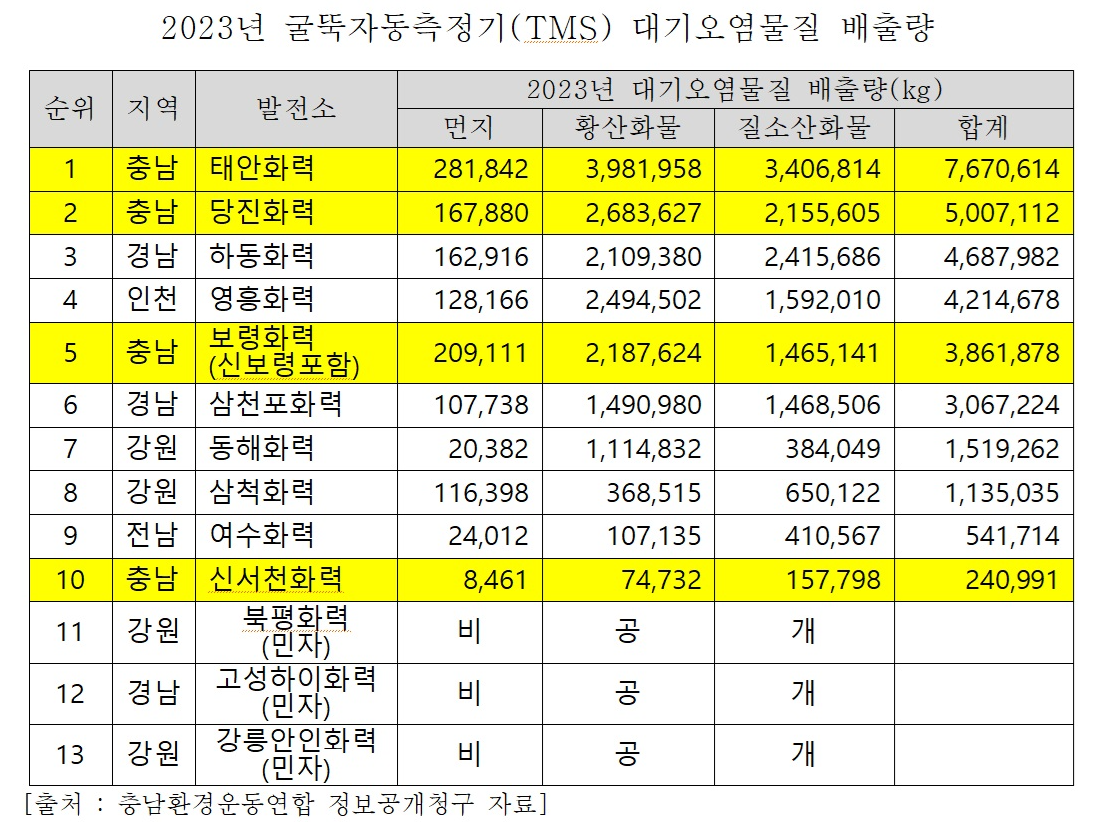 2023년 굴뚝자동측정기(TMS) 대기오염물질 배출량
순위 지역 발전소 2023년 대기오염물질 배출량(kg)
먼지 황산화물 질소산화물 합계
1 충남 태안화력 281,842 3,981,958 3,406,814 7,670,614
2 충남 당진화력 167,880 2,683,627 2,155,605 5,007,112
3 경남 하동화력 162,916 2,109,380 2,415,686 4,687,982
4 인천 영흥화력 128,166 2,494,502 1,592,010 4,214,678
5 충남 보령화력
(신보령포함) 209,111 2,187,624 1,465,141 3,861,878
6 경남 삼천포화력 107,738 1,490,980 1,468,506 3,067,224
7 강원 동해화력 20,382 1,114,832 384,049 1,519,262
8 강원 삼척화력 116,398 368,515 650,122 1,135,035
9 전남 여수화력 24,012 107,135 410,567 541,714
10 충남 신서천화력 8,461 74,732 157,798 240,991
11 강원 북평화력
(민자) 비 공 개
12 경남 고성하이화력
(민자) 비 공 개
13 강원 강릉안인화력
(민자) 비 공 개
[출처 : 충남환경운동연합 정보공개청구 자료]